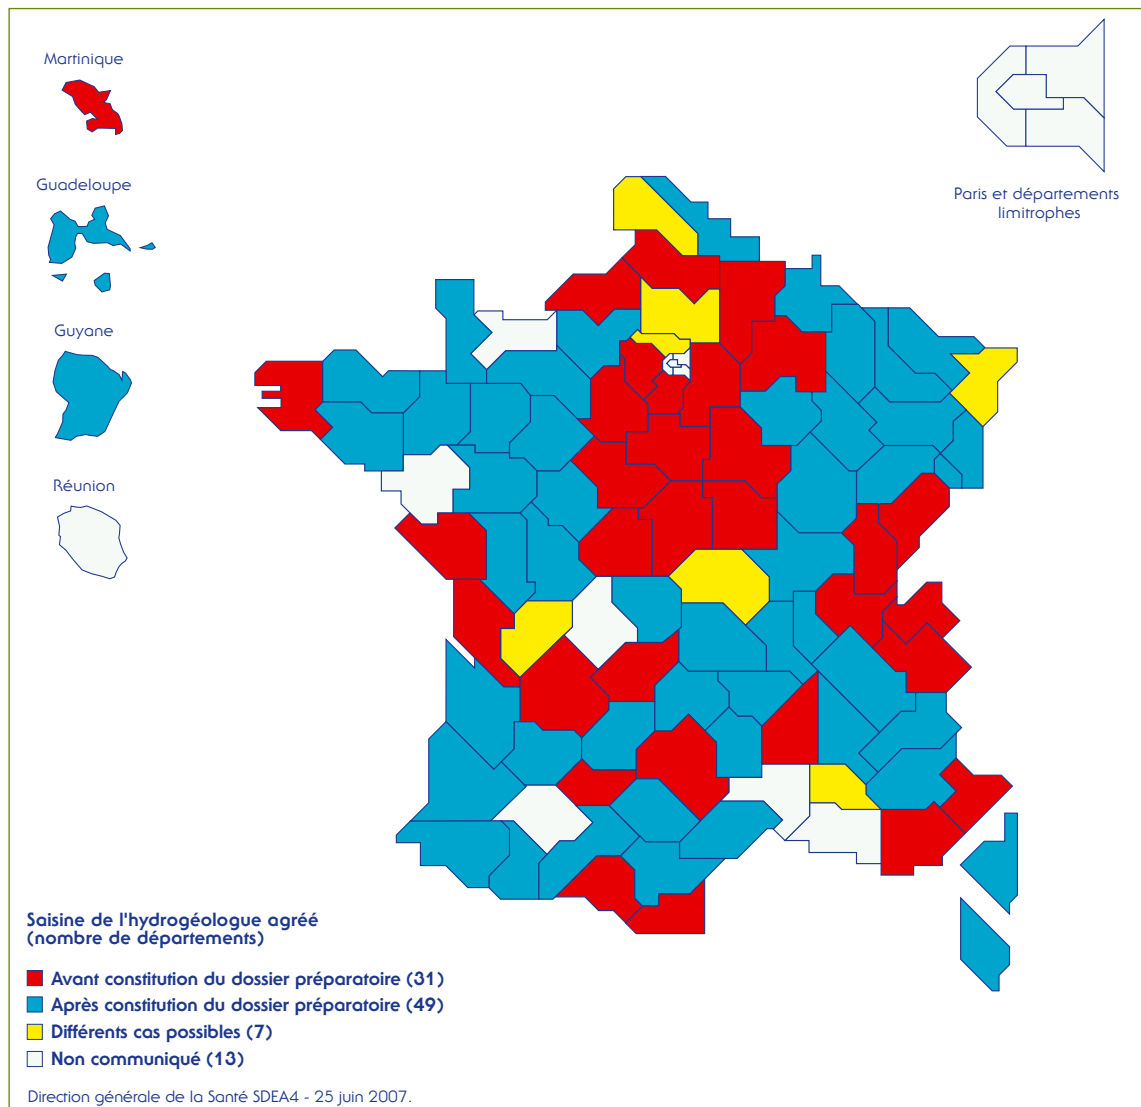 Martinique
Guadeloupe
Guyane
Réunion
Paris et départements
limitrophes
Saisine de l'hydrogéologue agréé
(nombre de départements)
Avant constitution du dossier préparatoire (31)
Après constitution du dossier préparatoire (49)
Différents cas possibles (7)
Non communiqué (13)
Direction générale de la Santé SDEA4 - 25 juin 2007.